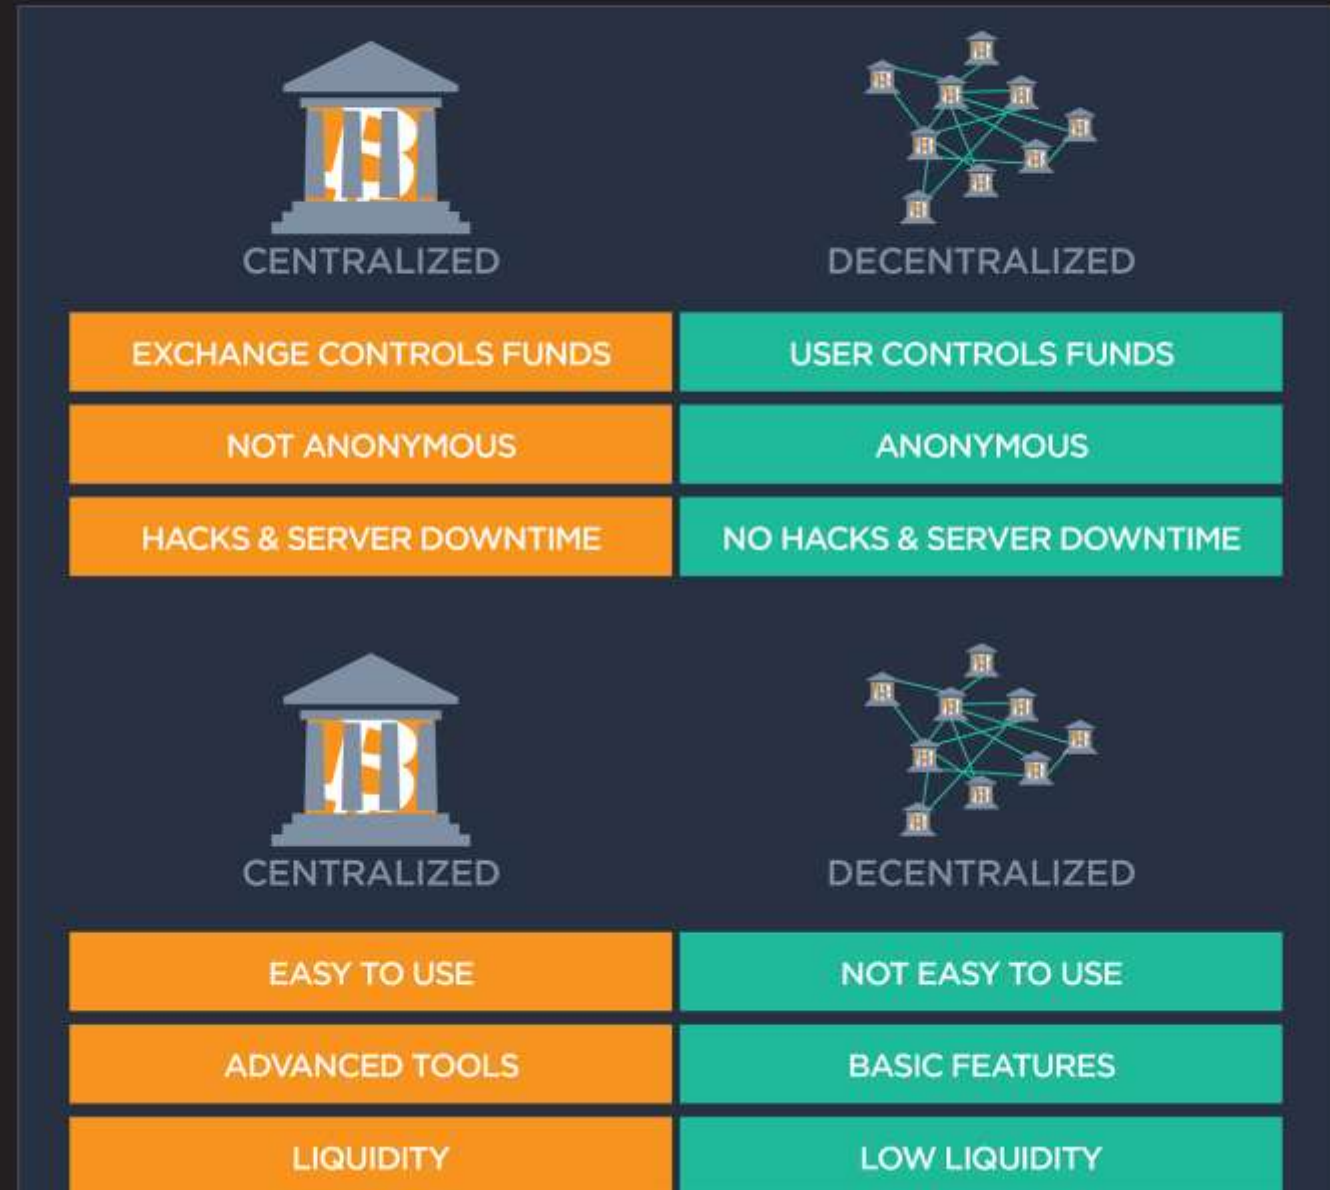 CENTRALIZED
DECENTRALIZED
EXCHANGE CONTROLS FUNDS
USER CONTROLS FUNDS
NOT ANONYMOUS
ANONYMOUS
HACKS & SERVER DOWNTIME
NO HACKS & SERVER DOWNTIME
CENTRALIZED
DECENTRALIZED
EASY TO USE
NOT EASY TO USE
ADVANCED TOOLS
BASIC FEATURES
LIQUIDITY
LOW LIQUIDITY